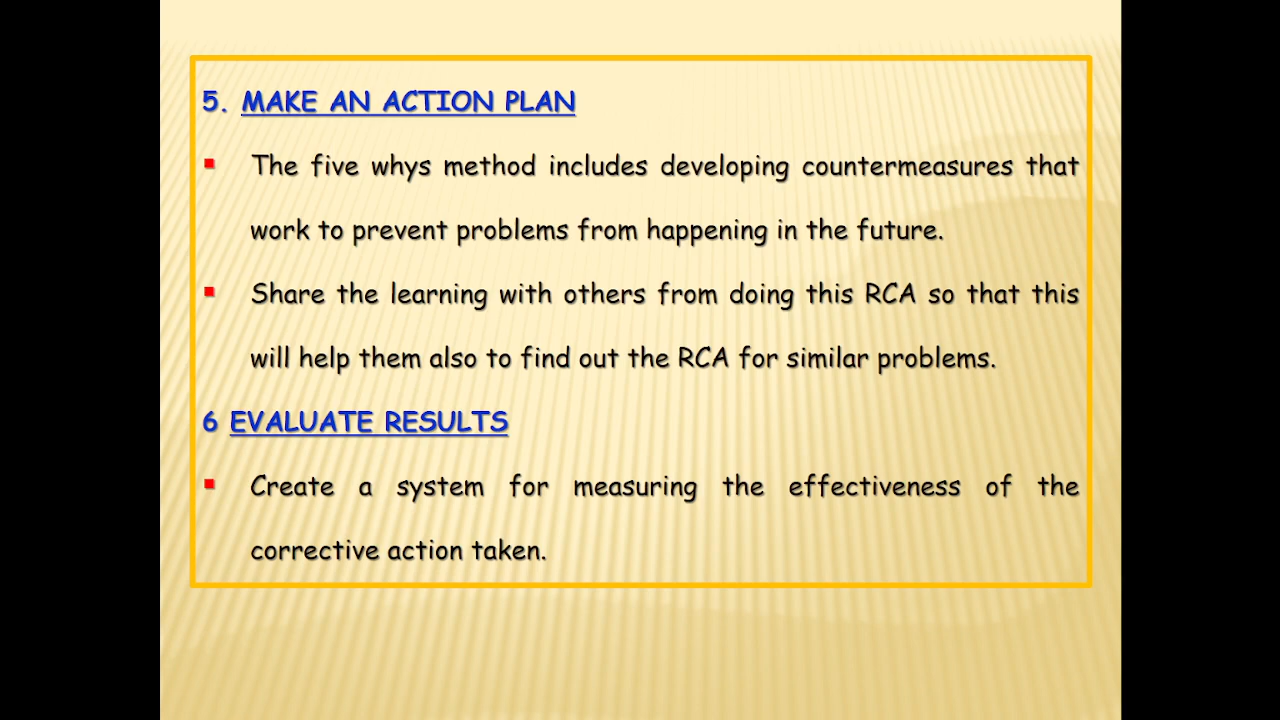 5. MAKE AN ACTION PLAN
▪ The five whys method includes developing countermeasures that
work to prevent problems from happening in the future.
▪ Share the learning with others from doing this RCA so that this
will help them also to find out the RCA for similar problems.
6 EVALUATE RESULTS
▪ Create a system for measuring the effectiveness of the
corrective action taken.